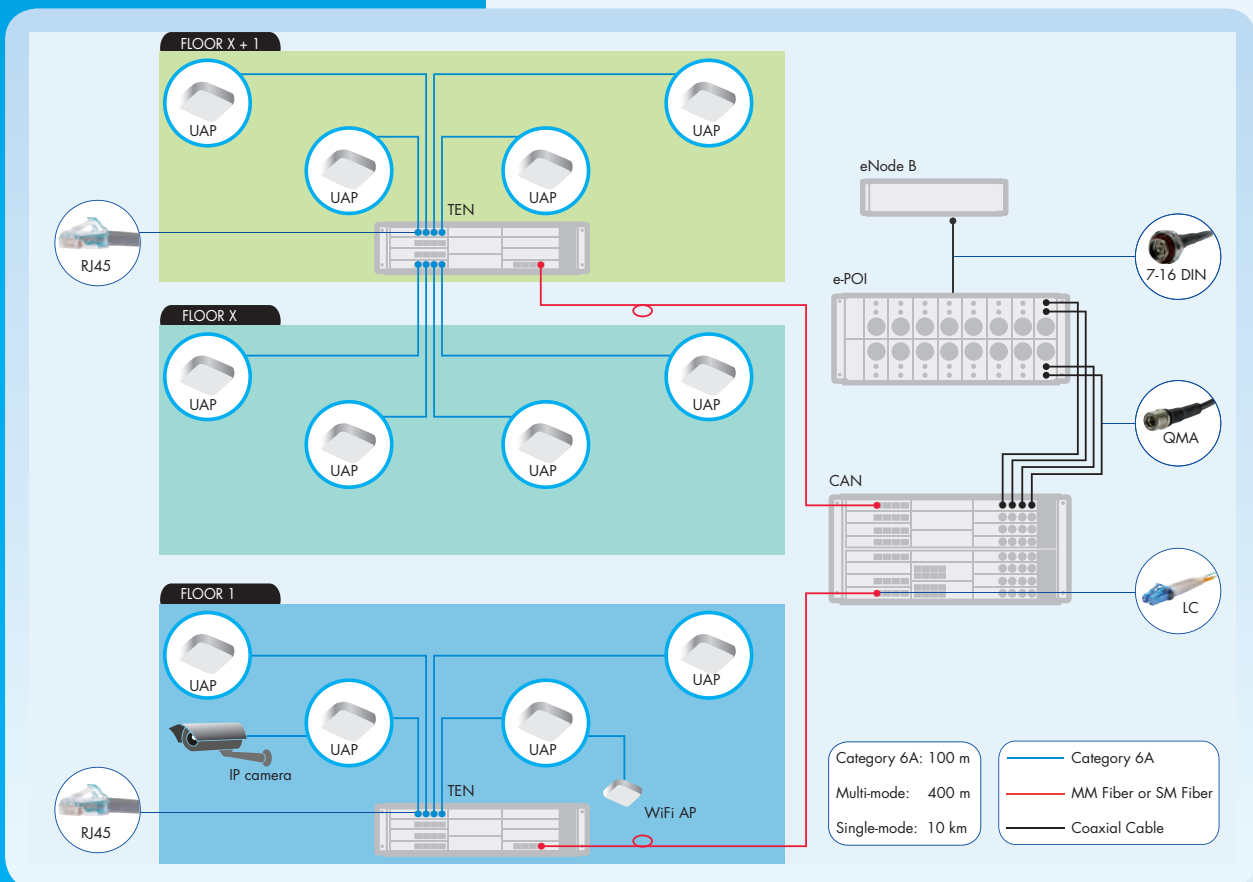 FLOOR X + 1
UAP
UAP
UAP
UAP
TEN
RJ45
FLOOR X
UAP
UAP
UAP
UAP
FLOOR 1
UAP
UAP
UAP
UAP
IP camera
WiFi AP
TEN
RJ45
eNode B
7-16 DIN
e-POI
QMA
CAN
LC
Category 6A: 100 m
Multi-mode: 400 m
Single-mode: 10 km
Category 6A
MM Fiber or SM Fiber
Coaxial Cable